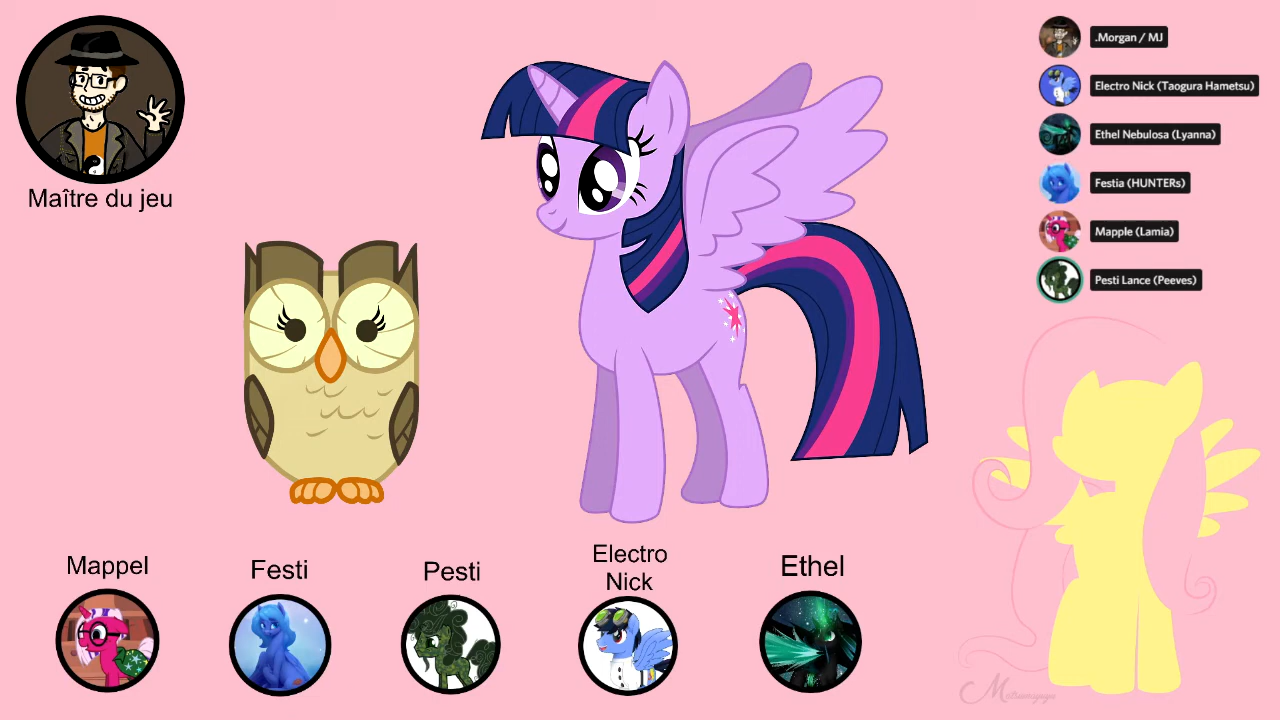 Maître du jeu
.Morgan / MJ
Electro Nick (Taogura Hametsu)
Ethel Nebulosa (Lyanna)
Festia (HUNTERs)
Mapple (Lamia)
Pesti Lance (Peeves)
Mappel
Festi
Pesti
Electro
Nick
Ethel